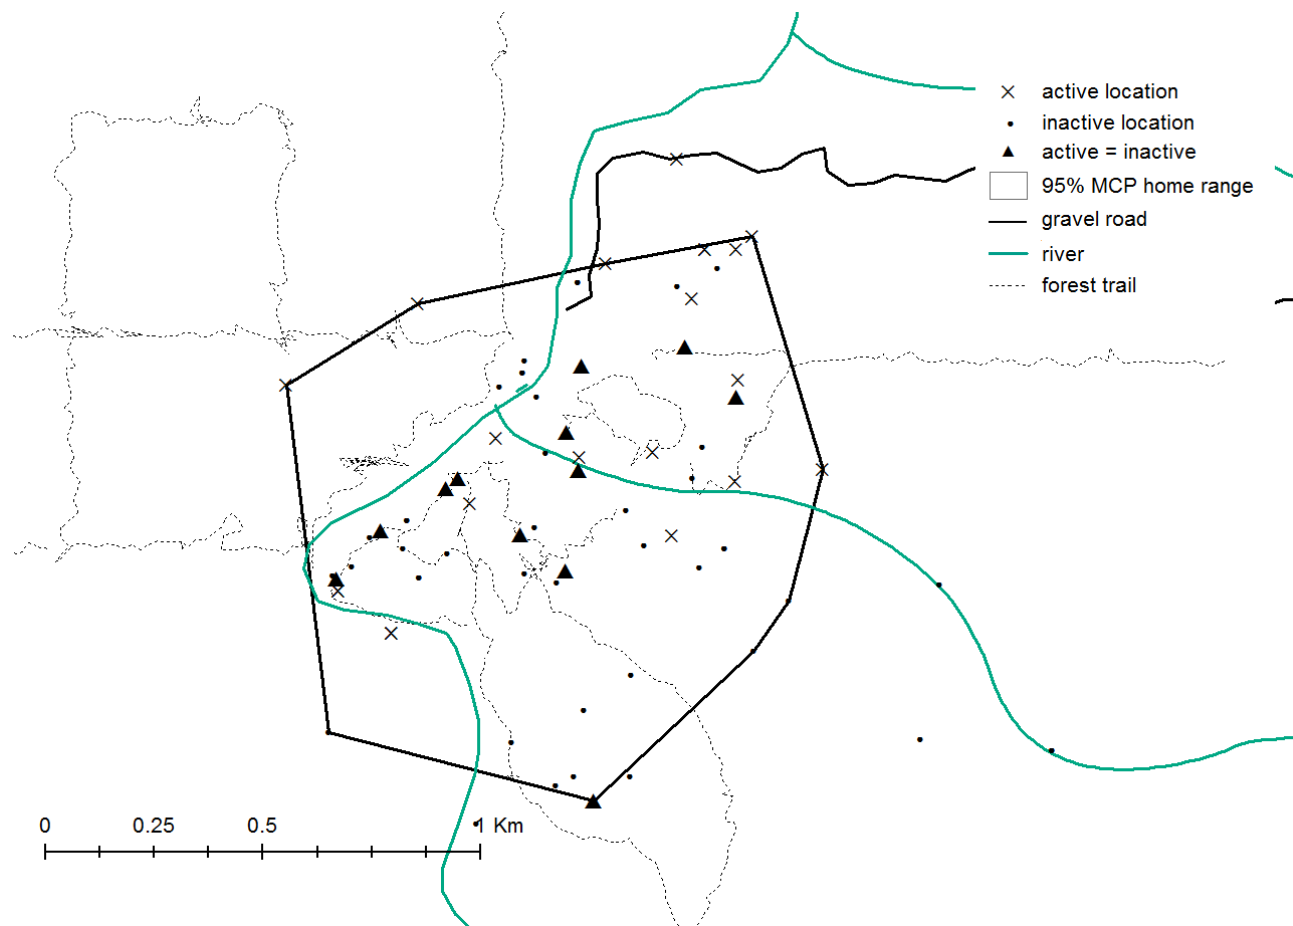 active location
inactive location
active = inactive
95% MCP home range
gravel road
river
forest trail
0 0.25 0.5 1 Km